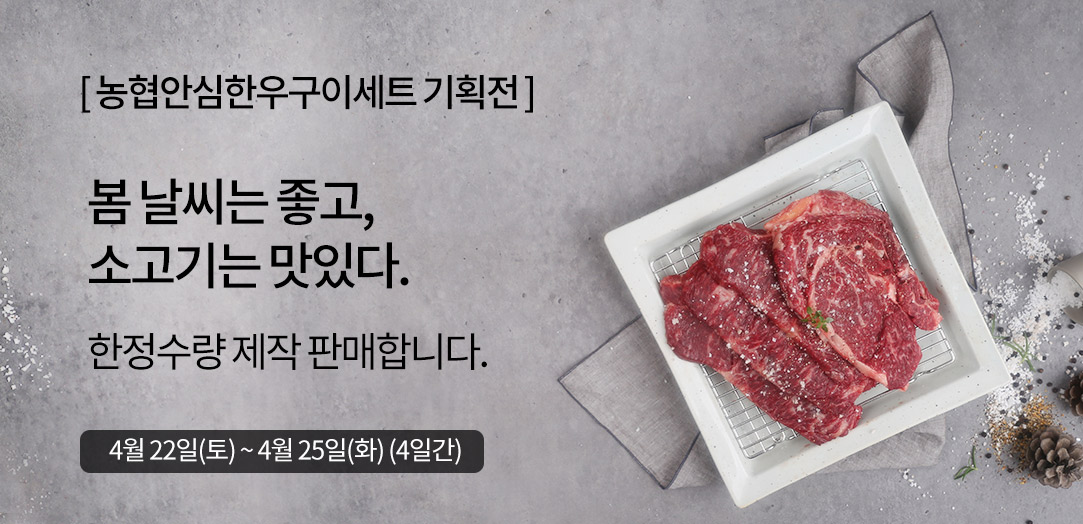 [ 농협안심한우구이세트 기획전 ]
봄 날씨는 좋고,
소고기는 맛있다.
한정수량 제작 판매합니다.
4월 22일(토) ~ 4월 25일(화) (4일간)